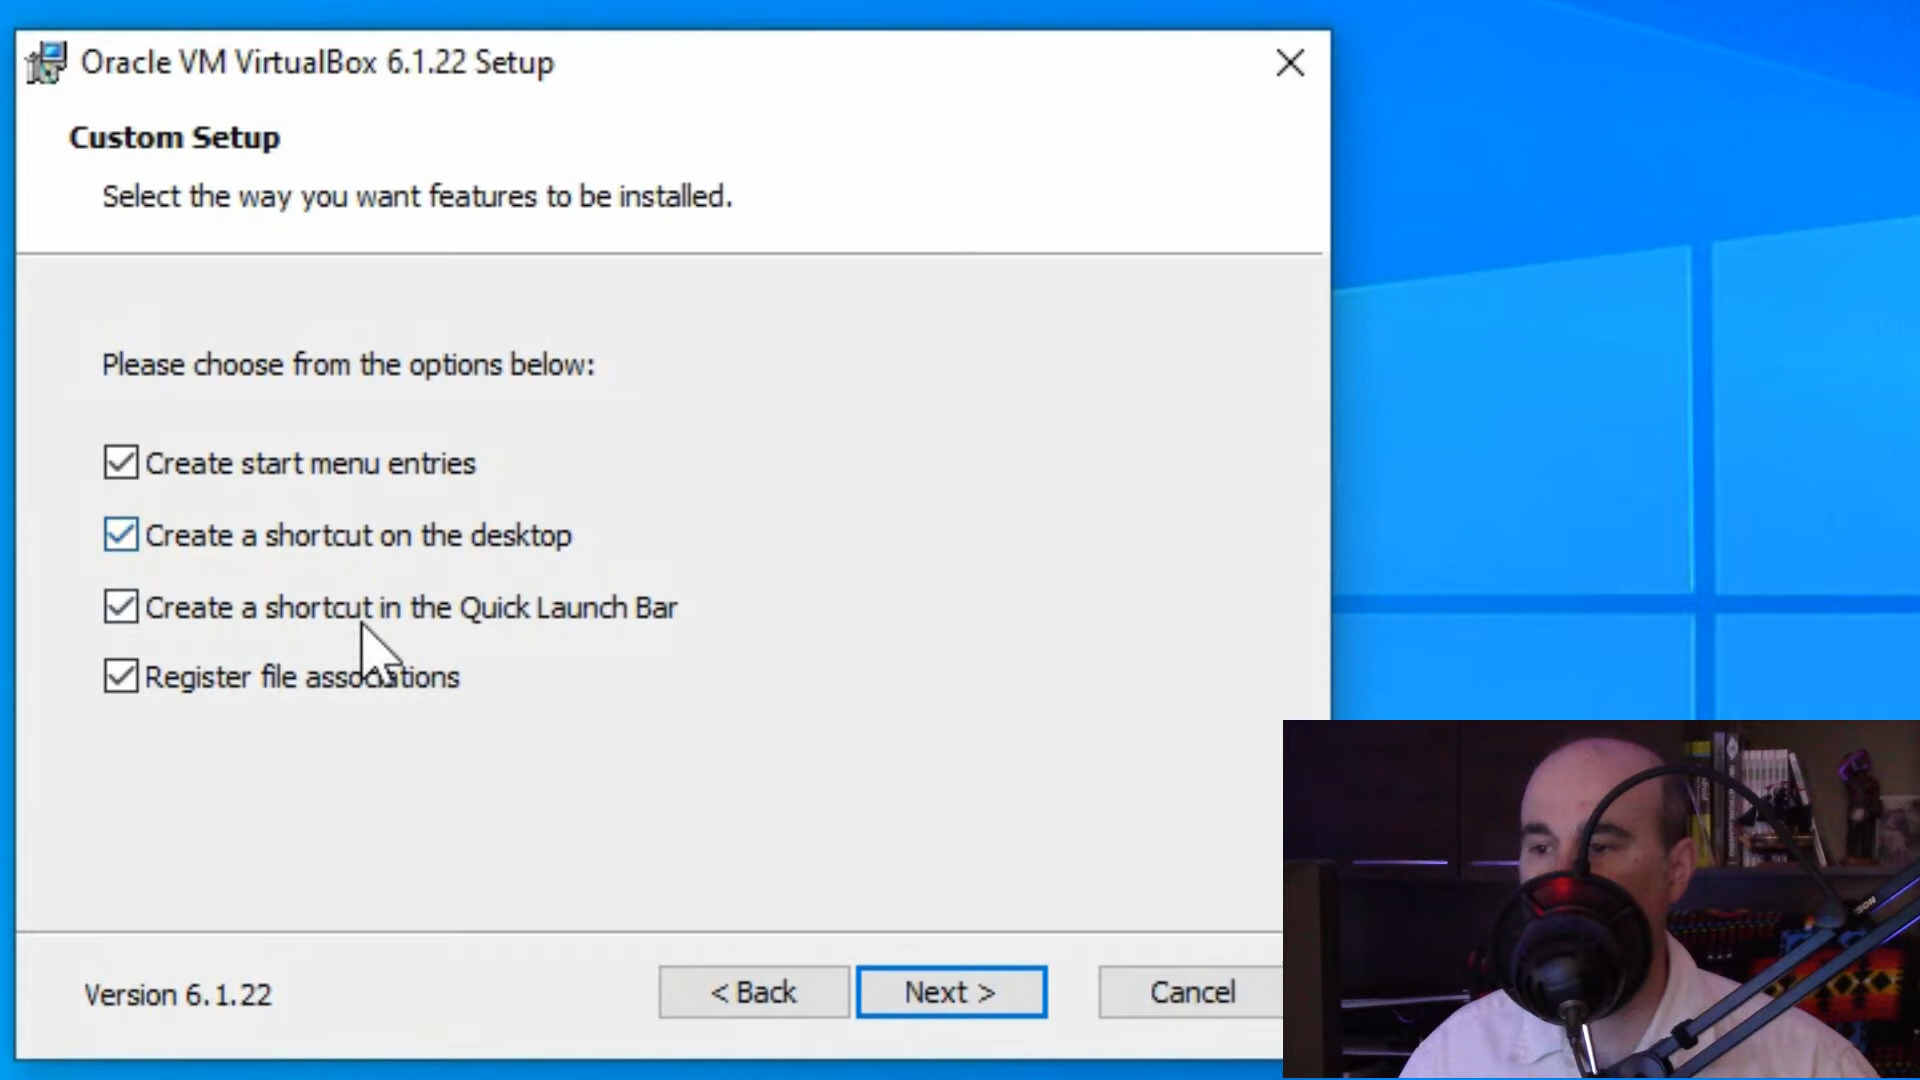 Oracle VM VirtualBox 6.1.22 Setup
Custom Setup
Select the way you want features to be installed.
Please choose from the options below:
Create start menu entries
Create a shortcut on the desktop
Create a shortcut in the Quick Launch Bar
Register file associations
Version 6.1.22
< Back
Next >
Cancel